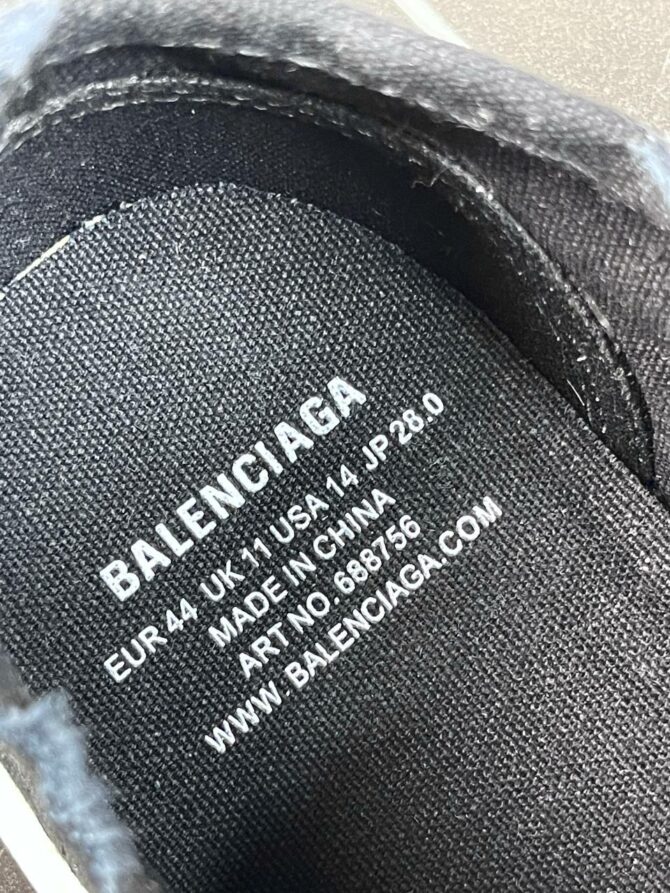 BALENCIAGA
EUR 44 UK 11 USA 14 JP 28.0
MADE IN CHINA
ART NO. 688756
WWW.BALENCIAGA.COM